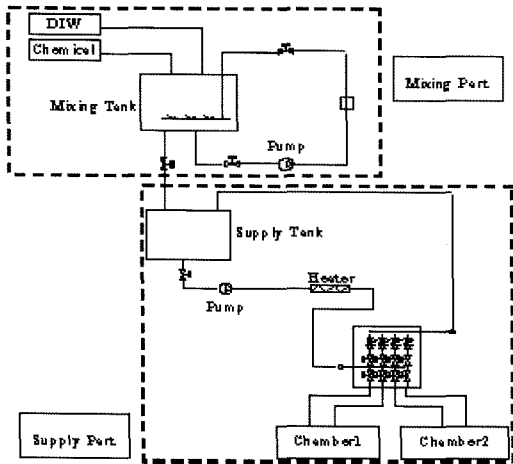 DIW
Chemical
Mixing Tank
Pump
Mixing Part
Supply Tank
Heater
Pump
Supply Part
Chamber1
Chamber2